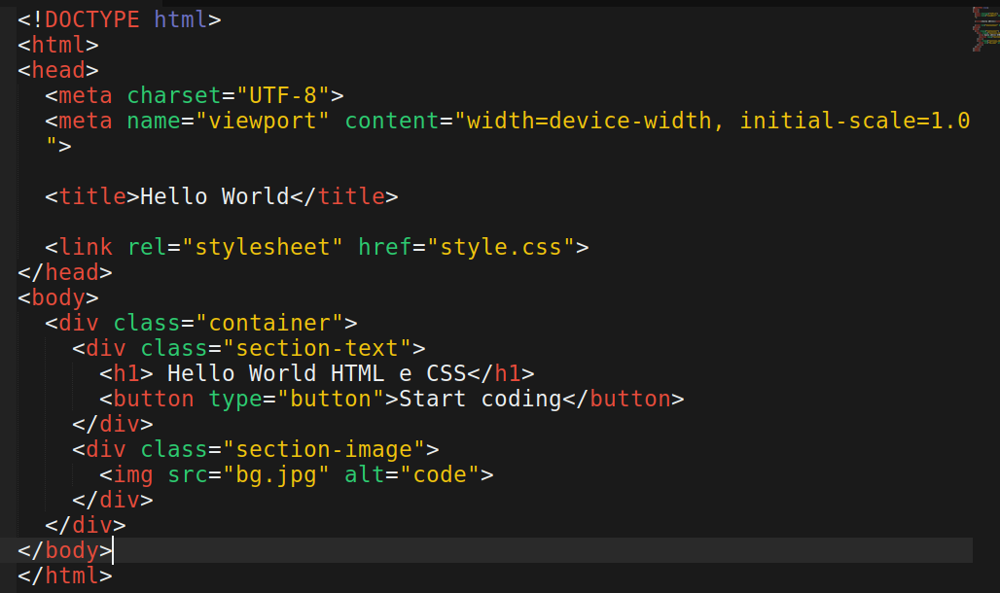 <!DOCTYPE html>
<html>
<head>
  <meta charset="UTF-8">
  <meta name="viewport" content="width=device-width, initial-scale=1.0
  ">

  <title>Hello World</title>

  <link rel="stylesheet" href="style.css">
</head>
<body>
  <div class="container">
    <div class="section-text">
      <h1> Hello World HTML e CSS</h1>
      <button type="button">Start coding</button>
    </div>
    <div class="section-image">
      <img src="bg.jpg" alt="code">
    </div>
  </div>
</body>
</html>